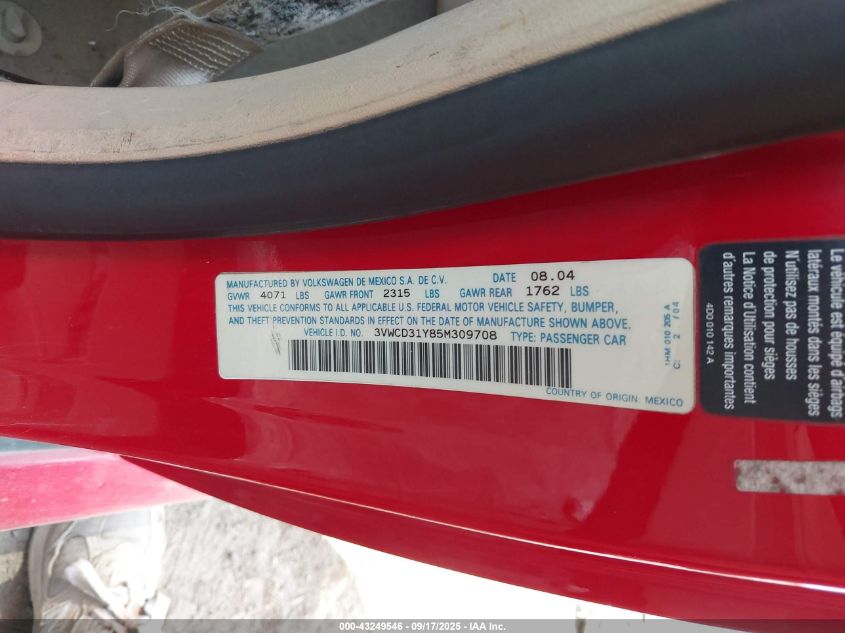 MANUFACTURED BY VOLKSWAGEN DE MEXICO S.A. DE C.V. DATE 08.04
GVWR 4071 LBS GAWR FRONT 2315 LBS GAWR REAR 1762 LBS
THIS VEHICLE CONFORMS TO ALL APPLICABLE U.S. FEDERAL MOTOR VEHICLE SAFETY, BUMPER,
AND THEFT PREVENTION STANDARDS IN EFFECT ON THE DATE OF MANUFACTURE SHOWN ABOVE.
VEHICLE I.D. NO. 3VWCD31Y85M309708 TYPE: PASSENGER CAR
COUNTRY OF ORIGIN: MEXICO
1HM 010 205 A
C: 2 / 04
4D0 010 142 A
Le véhicule est équipé d'airbags
latéraux montés dans les sièges
N'utilisez pas de housses
de protection pour sièges
La Notice d'Utilisation contient
d'autres remarques importantes
000-43249546 - 09/17/2025 - IAA Inc.